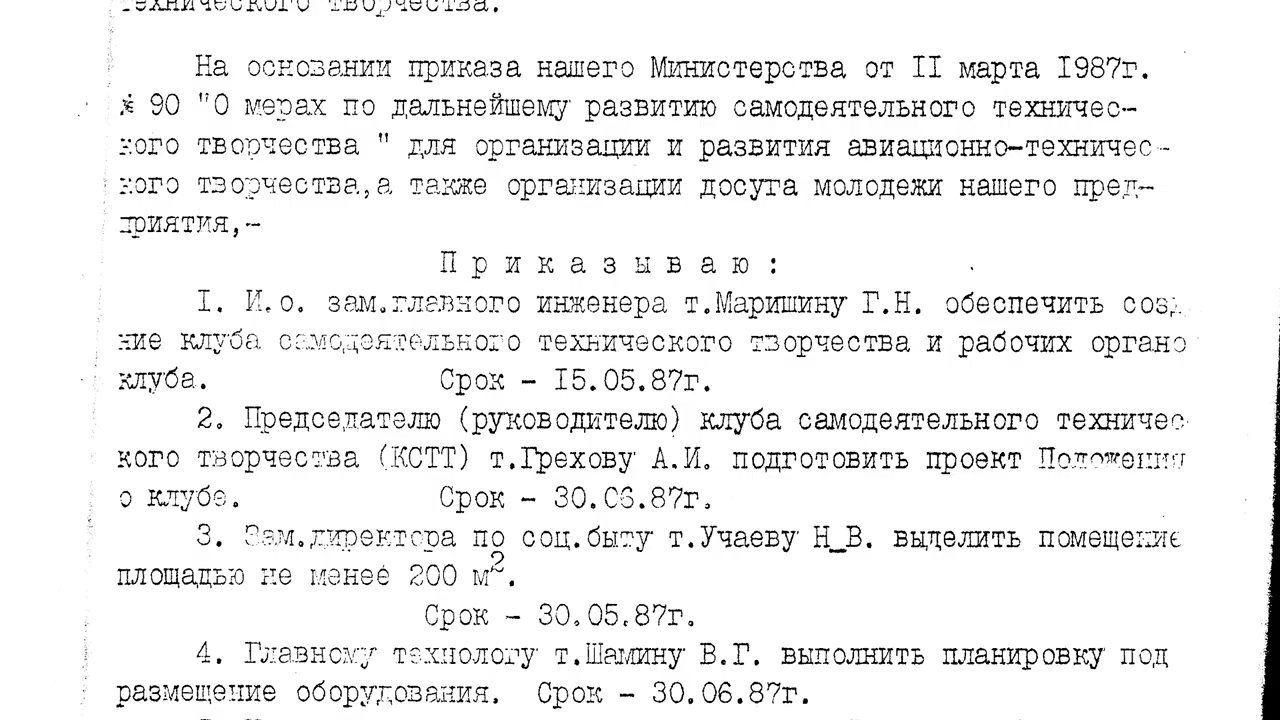 технического творчества.
На основании приказа нашего Министерства от II марта 1987г.
№ 90 "О мерах по дальнейшему развитию самодеятельного техничес-
кого творчества " для организации и развития авиационно-техничес-
кого творчества,а также организации досуга молодежи нашего пред-
приятия,-
П р и к а з ы в а ю :
I. И.о. зам.главного инженера т.Маришину Г.Н. обеспечить созд
ние клуба самодеятельного технического творчества и рабочих органо
клуба. Срок - 15.05.87г.
2. Председателю (руководителю) клуба самодеятельного техничес
кого творчества (КСТТ) т.Грехову А.И. подготовить проект Положения
о клубе. Срок - 30.06.87г.
3. Зам.директора по соц.быту т.Учаеву Н_В. выделить помещение
площадью не менее 200 м².
Срок - 30.05.87г.
4. Главному технологу т.Шамину В.Г. выполнить планировку под
размещение оборудования. Срок - 30.06.87г.